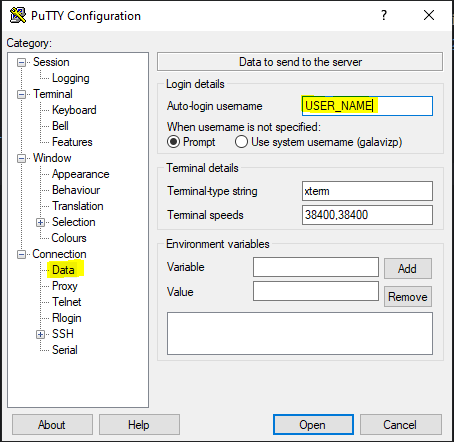 PuTTY Configuration
?
Category:
Session
Logging
Terminal
Keyboard
Bell
Features
Window
Appearance
Behaviour
Translation
Selection
Colours
Connection
Data
Proxy
Telnet
Rlogin
SSH
Serial
Data to send to the server
Login details
Auto-login username USER_NAME
When username is not specified:
Prompt Use system username (galavizp)
Terminal details
Terminal-type string xterm
Terminal speeds 38400,38400
Environment variables
Variable Add
Value Remove
About Help Open Cancel